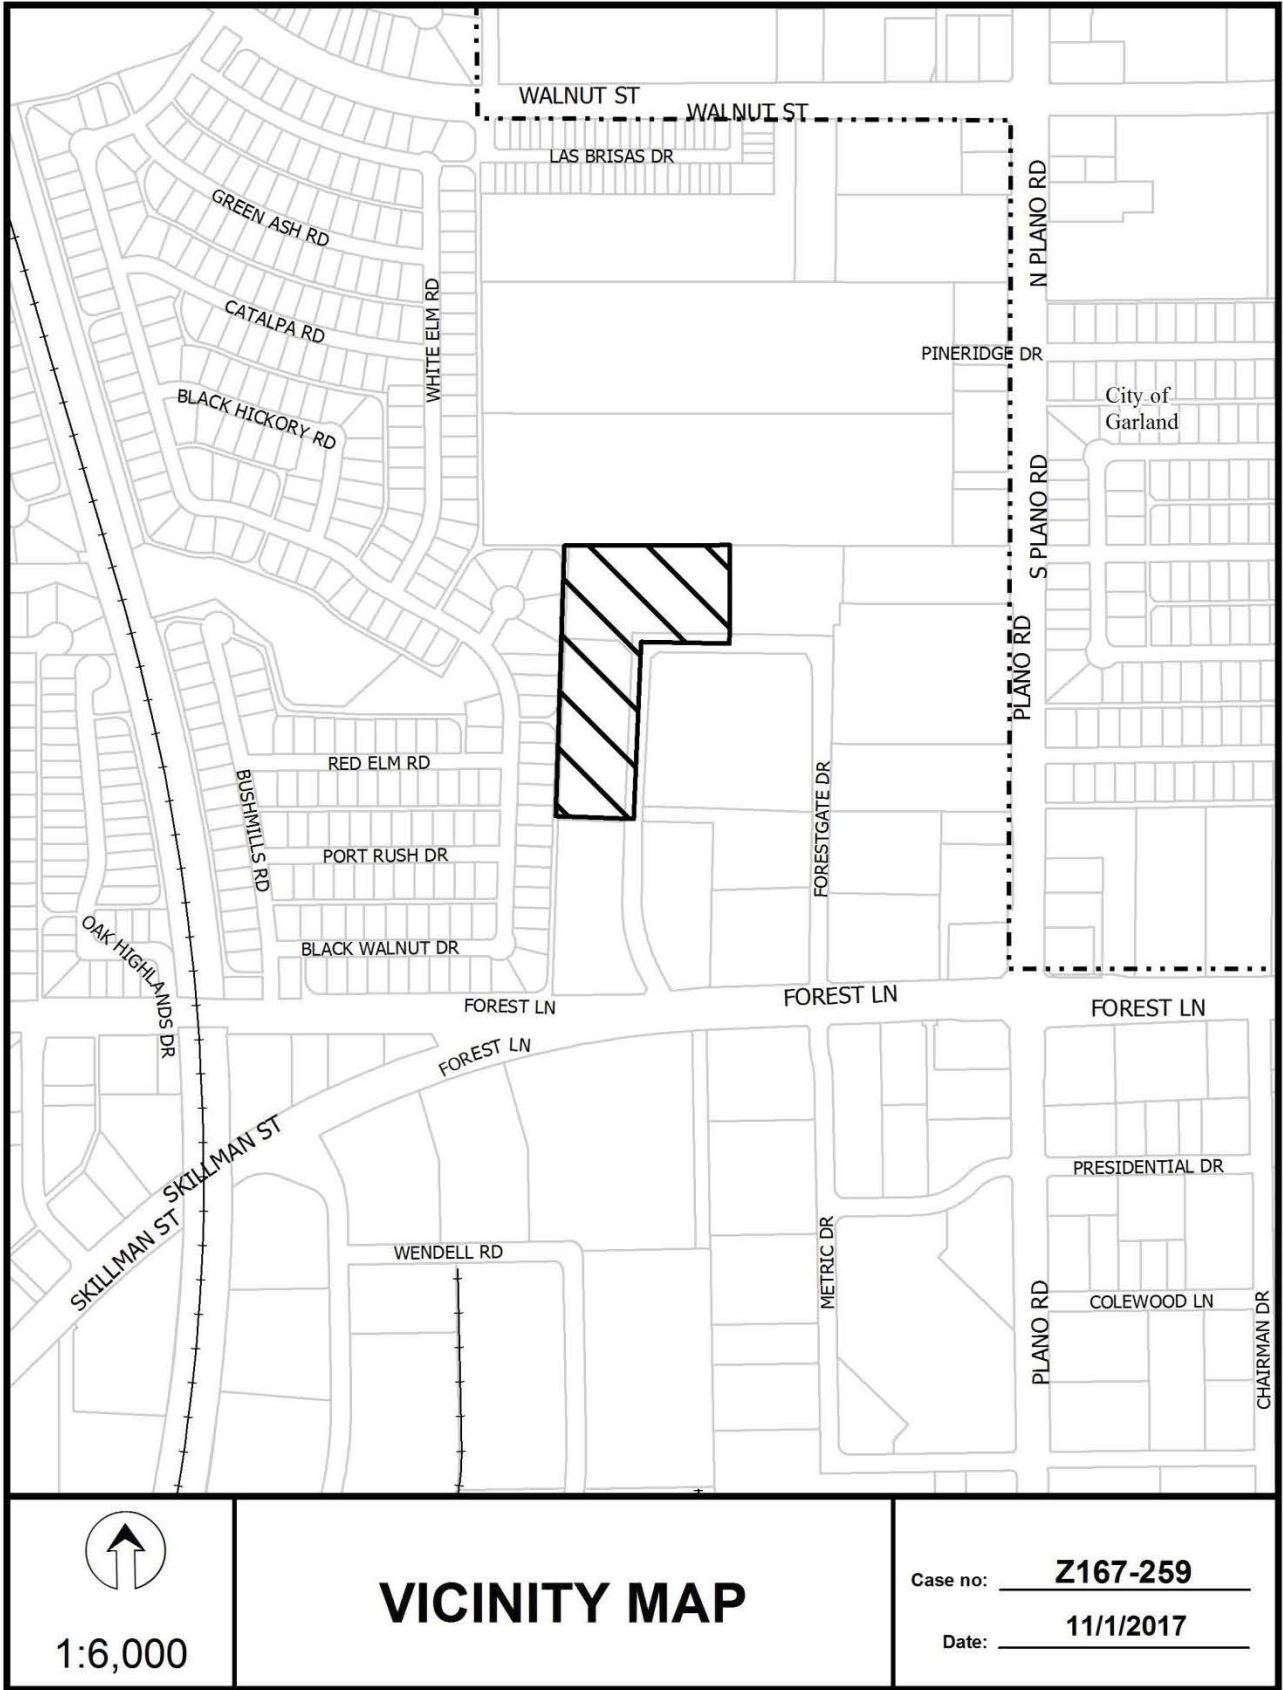 WALNUT ST
WALNUT ST
LAS BRISAS DR
N PLANO RD
GREEN ASH RD
CATALPA RD
WHITE ELM RD
PINERIDGE DR
BLACK HICKORY RD
City of
Garland
S PLANO RD
PLANO RD
RED ELM RD
BUSHMILLS RD
FORESTGATE DR
PORT RUSH DR
OAK HIGHLANDS DR
BLACK WALNUT DR
FOREST LN
FOREST LN
FOREST LN
FOREST LN
SKILLMAN ST
SKILLMAN ST
PRESIDENTIAL DR
WENDELL RD
METRIC DR
PLANO RD
COLEWOOD LN
CHAIRMAN DR
1:6,000
VICINITY MAP
Case no: Z167-259
Date: 11/1/2017